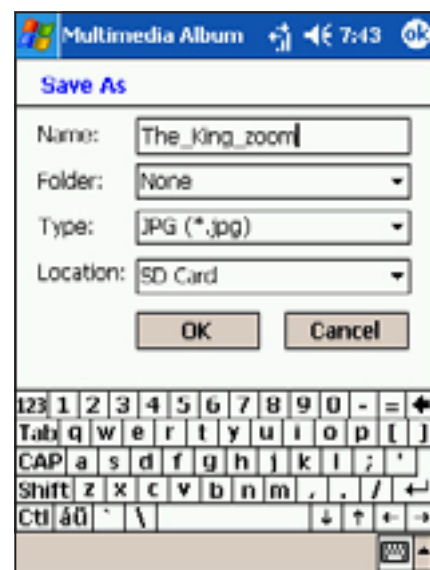 Multimedia Album 7:43 ok
Save As
Name: The_King_zoom
Folder: None
Type: JPG (*.jpg)
Location: SD Card
OK Cancel
123 1 2 3 4 5 6 7 8 9 0 - =
Tab q w e r t y u i o p [ ]
CAP a s d f g h j k l ; '
Shift z x c v b n m , . /
Ctl áü ` \